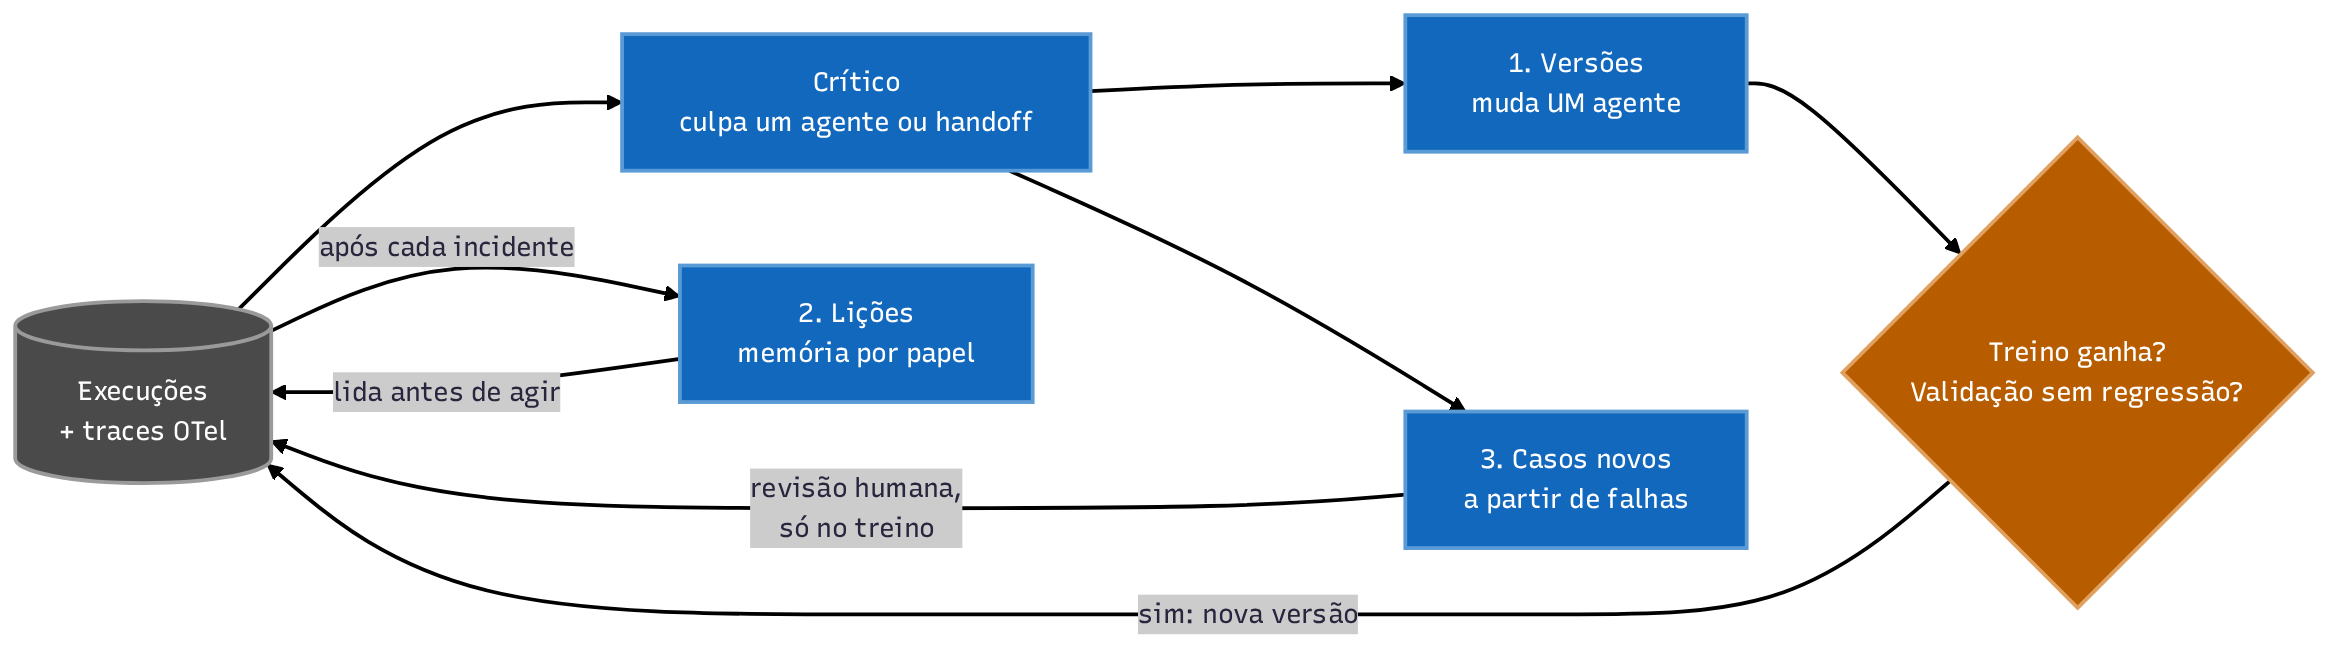 Crítico
culpa um agente ou handoff
1. Versões
muda UM agente
após cada incidente
2. Lições
memória por papel
lida antes de agir
Execuções
+ traces OTel
Treino ganha?
Validação sem regressão?
3. Casos novos
a partir de falhas
revisão humana,
só no treino
sim: nova versão